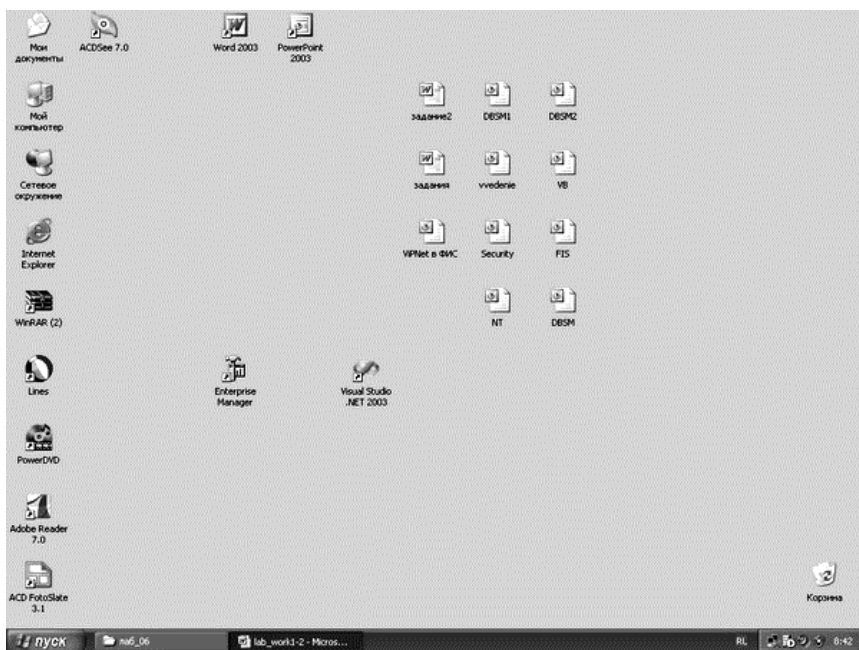 Мои
документы
ACDSee 7.0
Word 2003
PowerPoint
2003
Мой
компьютер
задание2
DBSM1
DBSM2
Сетевое
окружение
задания
vvedenie
VB
Internet
Explorer
ViPNet в ФИС
Security
FIS
WinRAR (2)
NT
DBSM
Lines
Enterprise
Manager
Visual Studio
.NET 2003
PowerDVD
Adobe Reader
7.0
ACD FotoSlate
3.1
Корзина
пуск
лаб_06
lab_work1-2 - Micros...
RL
8:42